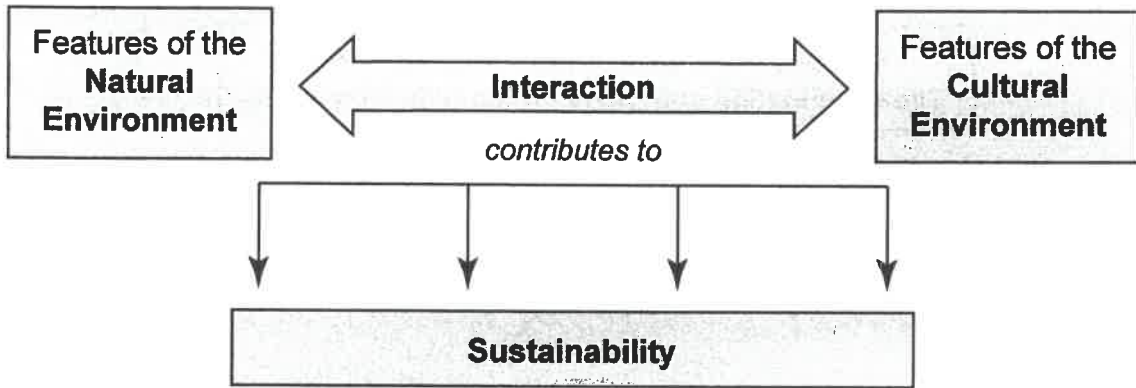 Features of the
Natural
Environment
Interaction
Features of the
Cultural
Environment
contributes to
Sustainability